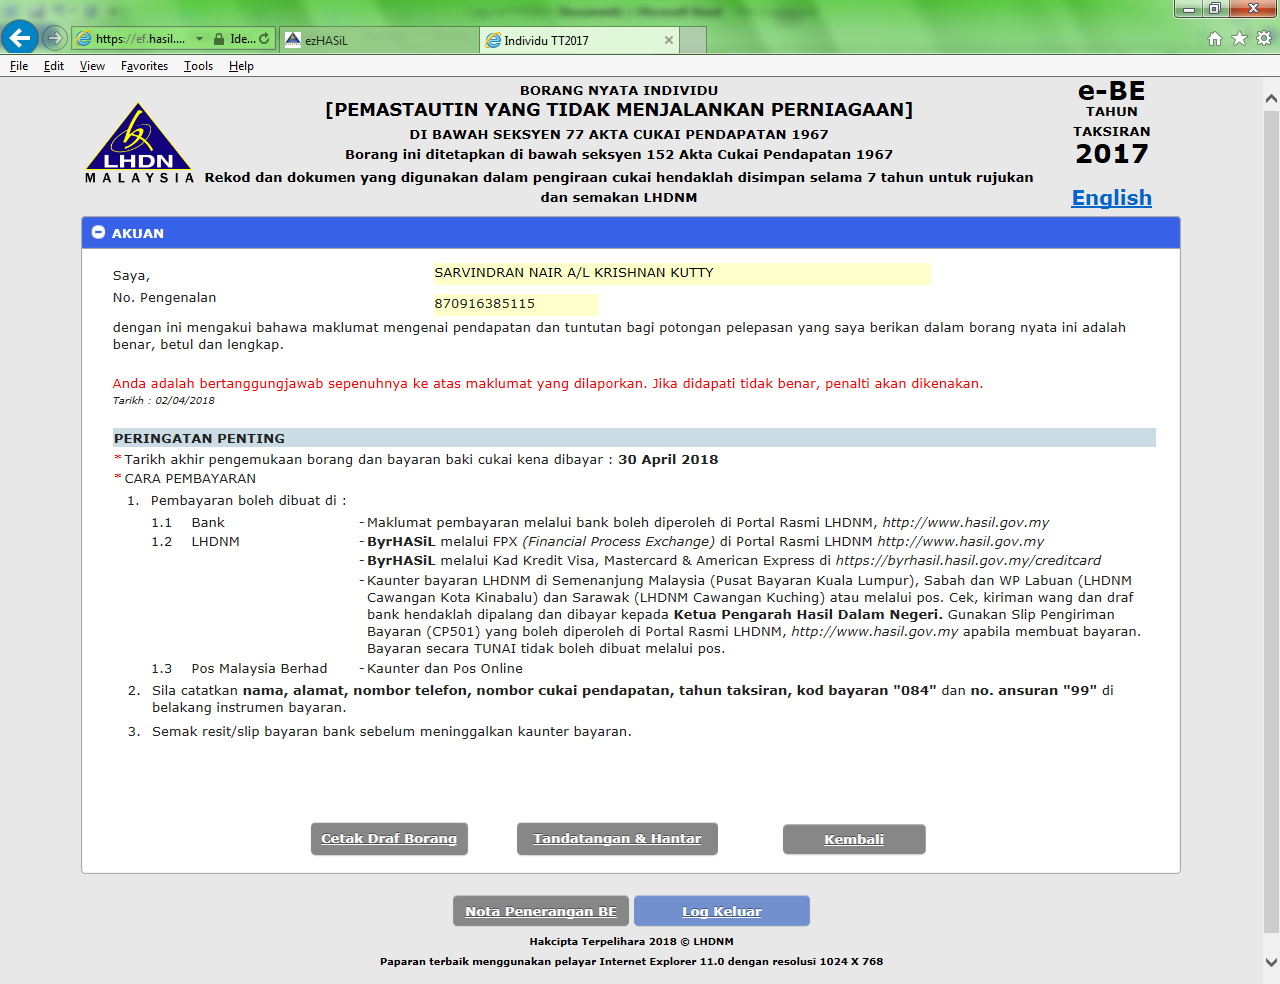 https://ef.hasil....
Ide...
ezHASiL
Individu TT2017
File Edit View Favorites Tools Help
BORANG NYATA INDIVIDU
[PEMASTAUTIN YANG TIDAK MENJALANKAN PERNIAGAAN]
DI BAWAH SEKSYEN 77 AKTA CUKAI PENDAPATAN 1967
Borang ini ditetapkan di bawah seksyen 152 Akta Cukai Pendapatan 1967
Rekod dan dokumen yang digunakan dalam pengiraan cukai hendaklah disimpan selama 7 tahun untuk rujukan
dan semakan LHDNM
LHDN
MALAYSIA
e-BE
TAHUN
TAKSIRAN
2017
English
AKUAN
Saya, SARVINDRAN NAIR A/L KRISHNAN KUTTY
No. Pengenalan 870916385115
dengan ini mengakui bahawa maklumat mengenai pendapatan dan tuntutan bagi potongan pelepasan yang saya berikan dalam borang nyata ini adalah
benar, betul dan lengkap.
Anda adalah bertanggungjawab sepenuhnya ke atas maklumat yang dilaporkan. Jika didapati tidak benar, penalti akan dikenakan.
Tarikh : 02/04/2018
PERINGATAN PENTING
* Tarikh akhir pengemukaan borang dan bayaran baki cukai kena dibayar : 30 April 2018
* CARA PEMBAYARAN
1. Pembayaran boleh dibuat di :
1.1 Bank - Maklumat pembayaran melalui bank boleh diperoleh di Portal Rasmi LHDNM, http://www.hasil.gov.my
1.2 LHDNM - ByrHASiL melalui FPX (Financial Process Exchange) di Portal Rasmi LHDNM http://www.hasil.gov.my
- ByrHASiL melalui Kad Kredit Visa, Mastercard & American Express di https://byrhasil.hasil.gov.my/creditcard
- Kaunter bayaran LHDNM di Semenanjung Malaysia (Pusat Bayaran Kuala Lumpur), Sabah dan WP Labuan (LHDNM
Cawangan Kota Kinabalu) dan Sarawak (LHDNM Cawangan Kuching) atau melalui pos. Cek, kiriman wang dan draf
bank hendaklah dipalang dan dibayar kepada Ketua Pengarah Hasil Dalam Negeri. Gunakan Slip Pengiriman
Bayaran (CP501) yang boleh diperoleh di Portal Rasmi LHDNM, http://www.hasil.gov.my apabila membuat bayaran.
Bayaran secara TUNAI tidak boleh dibuat melalui pos.
1.3 Pos Malaysia Berhad - Kaunter dan Pos Online
2. Sila catatkan nama, alamat, nombor telefon, nombor cukai pendapatan, tahun taksiran, kod bayaran "084" dan no. ansuran "99" di
belakang instrumen bayaran.
3. Semak resit/slip bayaran bank sebelum meninggalkan kaunter bayaran.
Cetak Draf Borang
Tandatangan & Hantar
Kembali
Nota Penerangan BE
Log Keluar
Hakcipta Terpelihara 2018 © LHDNM
Paparan terbaik menggunakan pelayar Internet Explorer 11.0 dengan resolusi 1024 X 768